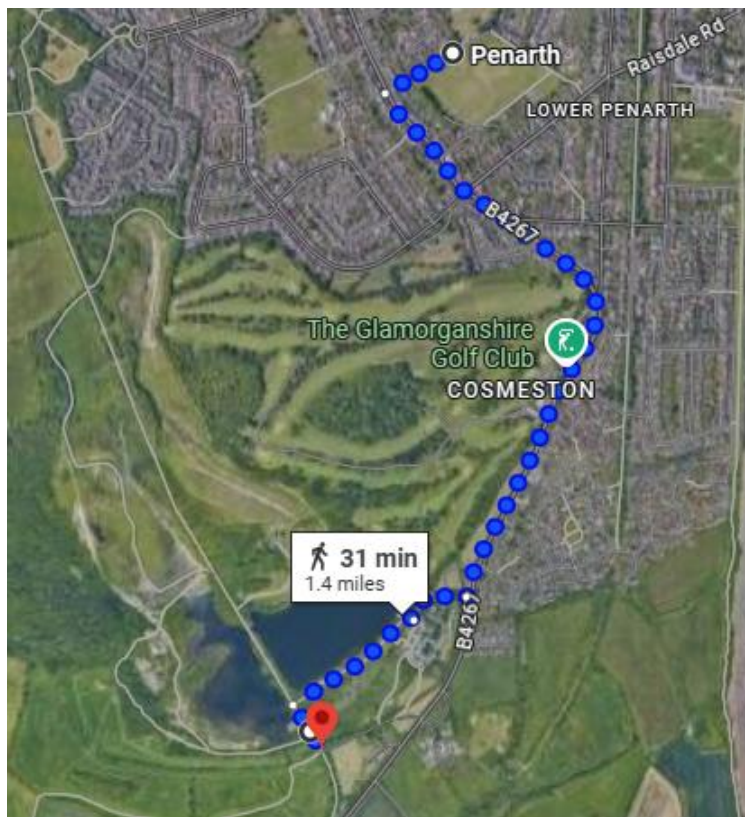 Penarth
Raisdale Rd
LOWER PENARTH
B4267
The Glamorganshire
Golf Club
COSMESTON
31 min
1.4 miles
B4267